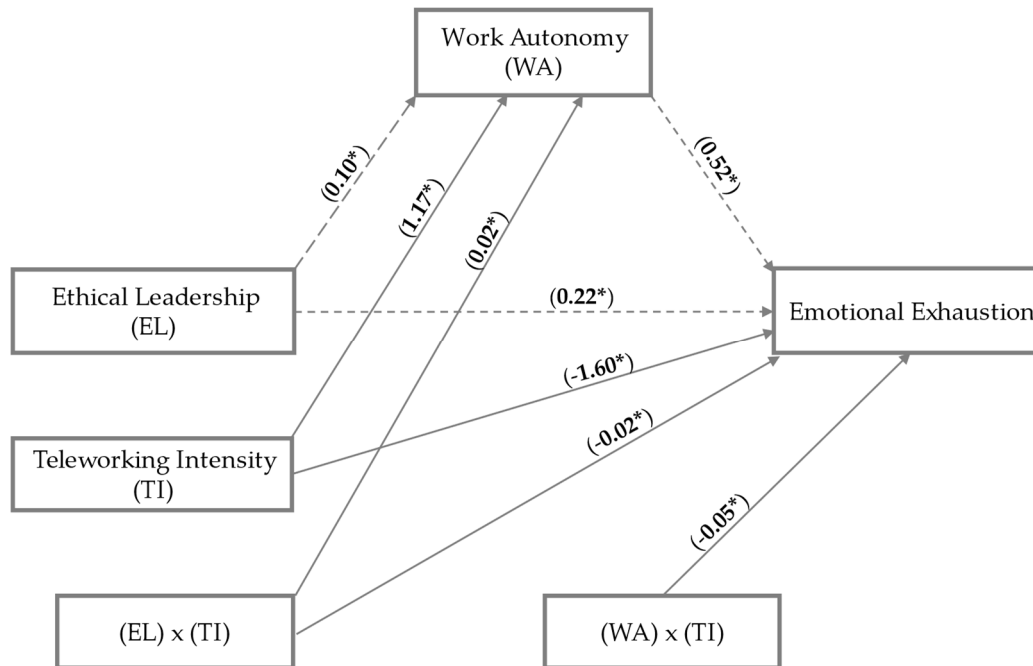 Work Autonomy
(WA)
(0.10*)
(0.52*)
(1.17*)
(0.02*)
Ethical Leadership
(EL)
(0.22*)
Emotional Exhaustion
(-1.60*)
(-0.02*)
Teleworking Intensity
(TI)
(-0.05*)
(EL) x (TI)
(WA) x (TI)